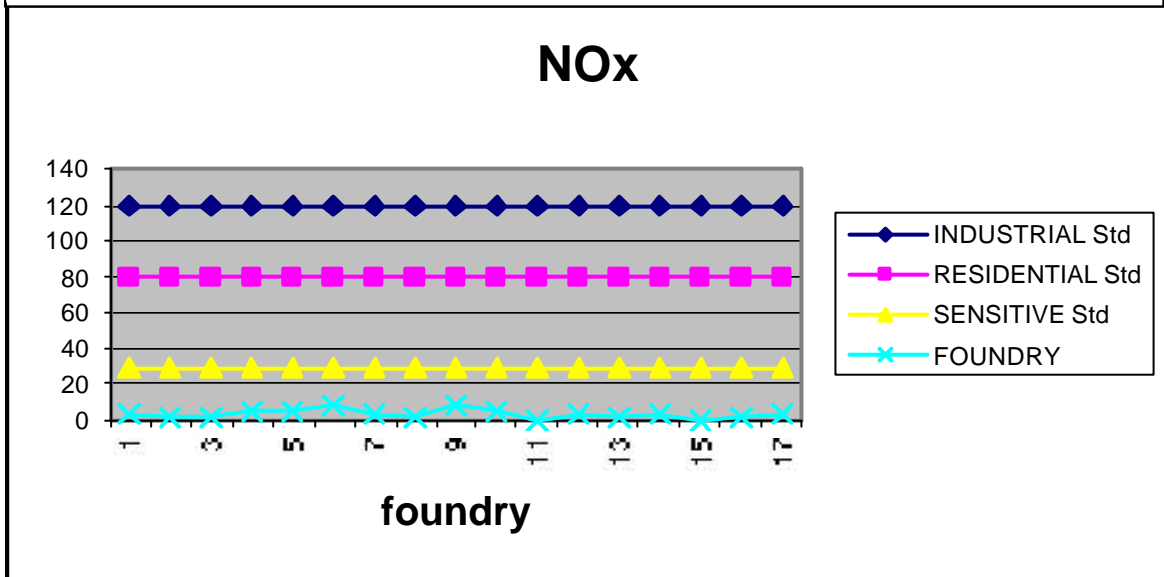 NOx
140
120
100
80
60
40
20
0
1 3 5 7 9 11 13 15 17
foundry
INDUSTRIAL Std
RESIDENTIAL Std
SENSITIVE Std
FOUNDRY